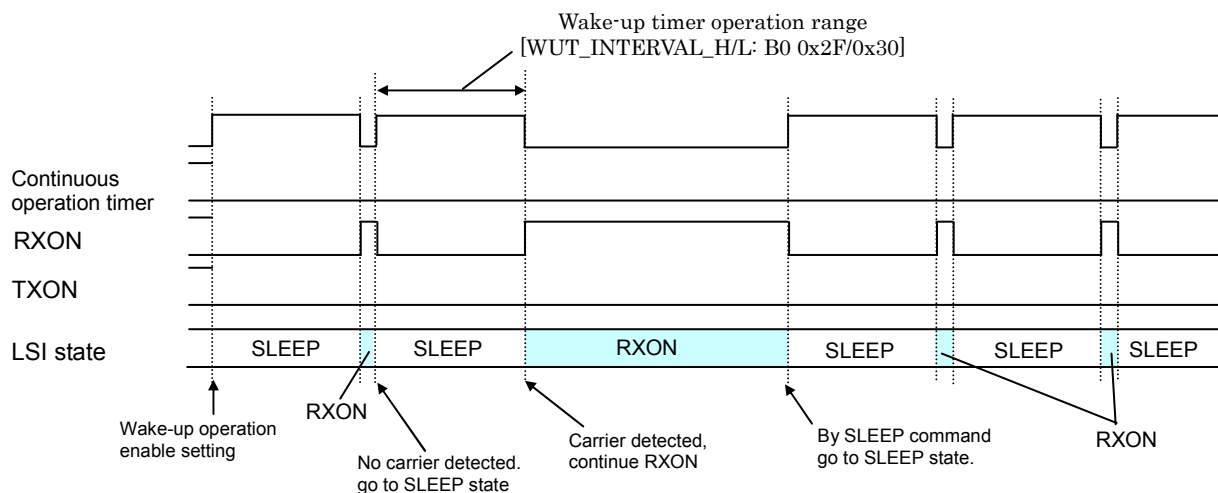 Wake-up timer operation range
[WUT_INTERVAL_H/L: B0 0x2F/0x30]
Continuous
operation timer
RXON
TXON
LSI state
SLEEP
SLEEP
RXON
SLEEP
SLEEP
SLEEP
RXON
RXON
Wake-up operation
enable setting
No carrier detected.
go to SLEEP state
Carrier detected,
continue RXON
By SLEEP command
go to SLEEP state.